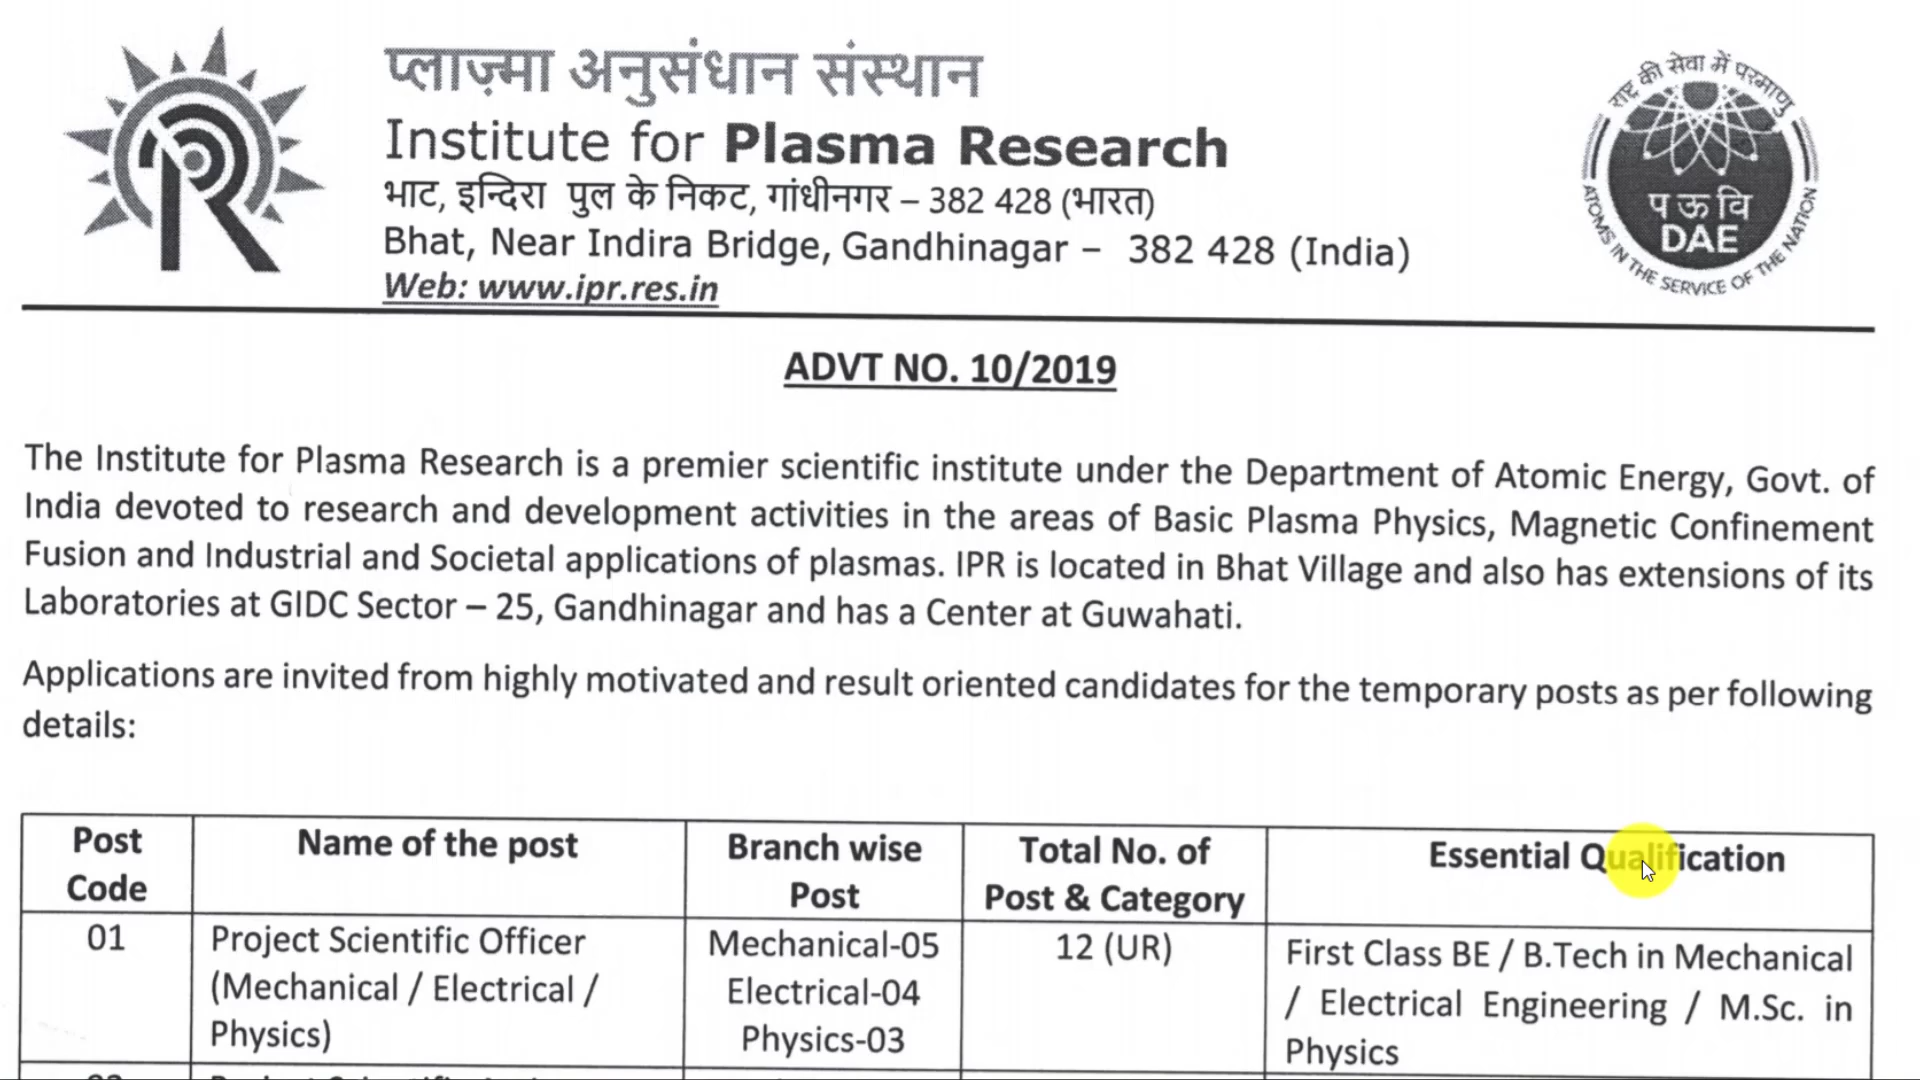 प्लाज़्मा अनुसंधान संस्थान
Institute for Plasma Research
भाट, इन्दिरा पुल के निकट, गांधीनगर – 382 428 (भारत)
Bhat, Near Indira Bridge, Gandhinagar – 382 428 (India)
Web: www.ipr.res.in
राष्ट्र की सेवा में परमाणु
प ऊ वि
DAE
ATOMS IN THE SERVICE OF THE NATION
ADVT NO. 10/2019
The Institute for Plasma Research is a premier scientific institute under the Department of Atomic Energy, Govt. of
India devoted to research and development activities in the areas of Basic Plasma Physics, Magnetic Confinement
Fusion and Industrial and Societal applications of plasmas. IPR is located in Bhat Village and also has extensions of its
Laboratories at GIDC Sector – 25, Gandhinagar and has a Center at Guwahati.
Applications are invited from highly motivated and result oriented candidates for the temporary posts as per following
details:
Post
Code
Name of the post
Branch wise
Post
Total No. of
Post & Category
Essential Qualification
01
Project Scientific Officer
(Mechanical / Electrical /
Physics)
Mechanical-05
Electrical-04
Physics-03
12 (UR)
First Class BE / B.Tech in Mechanical
/ Electrical Engineering / M.Sc. in
Physics